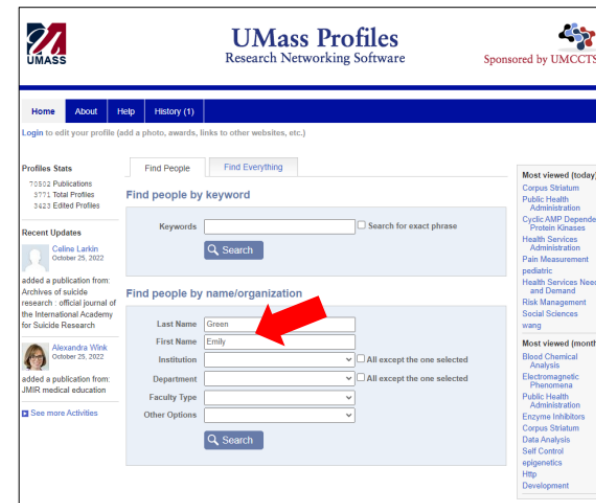 UMASS
UMass Profiles
Research Networking Software
Sponsored by UMCCTS
Home About Help History (1)
Login to edit your profile (add a photo, awards, links to other websites, etc.)
Profiles Stats
70802 Publications
3771 Total Profiles
3423 Edited Profiles
Recent Updates
Celine Larkin
October 25, 2022
added a publication from:
Archives of suicide
research : official journal of
the International Academy
for Suicide Research
Alexandra Wink
October 25, 2022
added a publication from:
JMIR medical education
See more Activities
Find People Find Everything
Find people by keyword
Keywords Search for exact phrase
Search
Find people by name/organization
Last Name Green
First Name Emily
Institution All except the one selected
Department All except the one selected
Faculty Type
Other Options
Search
Most viewed (today)
Corpus Striatum
Public Health
Administration
Cyclic AMP Depende
Protein Kinases
Health Services
Administration
Pain Measurement
pediatric
Health Services Nee
and Demand
Risk Management
Social Sciences
wang
Most viewed (month
Blood Chemical
Analysis
Electromagnetic
Phenomena
Public Health
Administration
Enzyme Inhibitors
Corpus Striatum
Data Analysis
Self Control
epigenetics
Http
Development